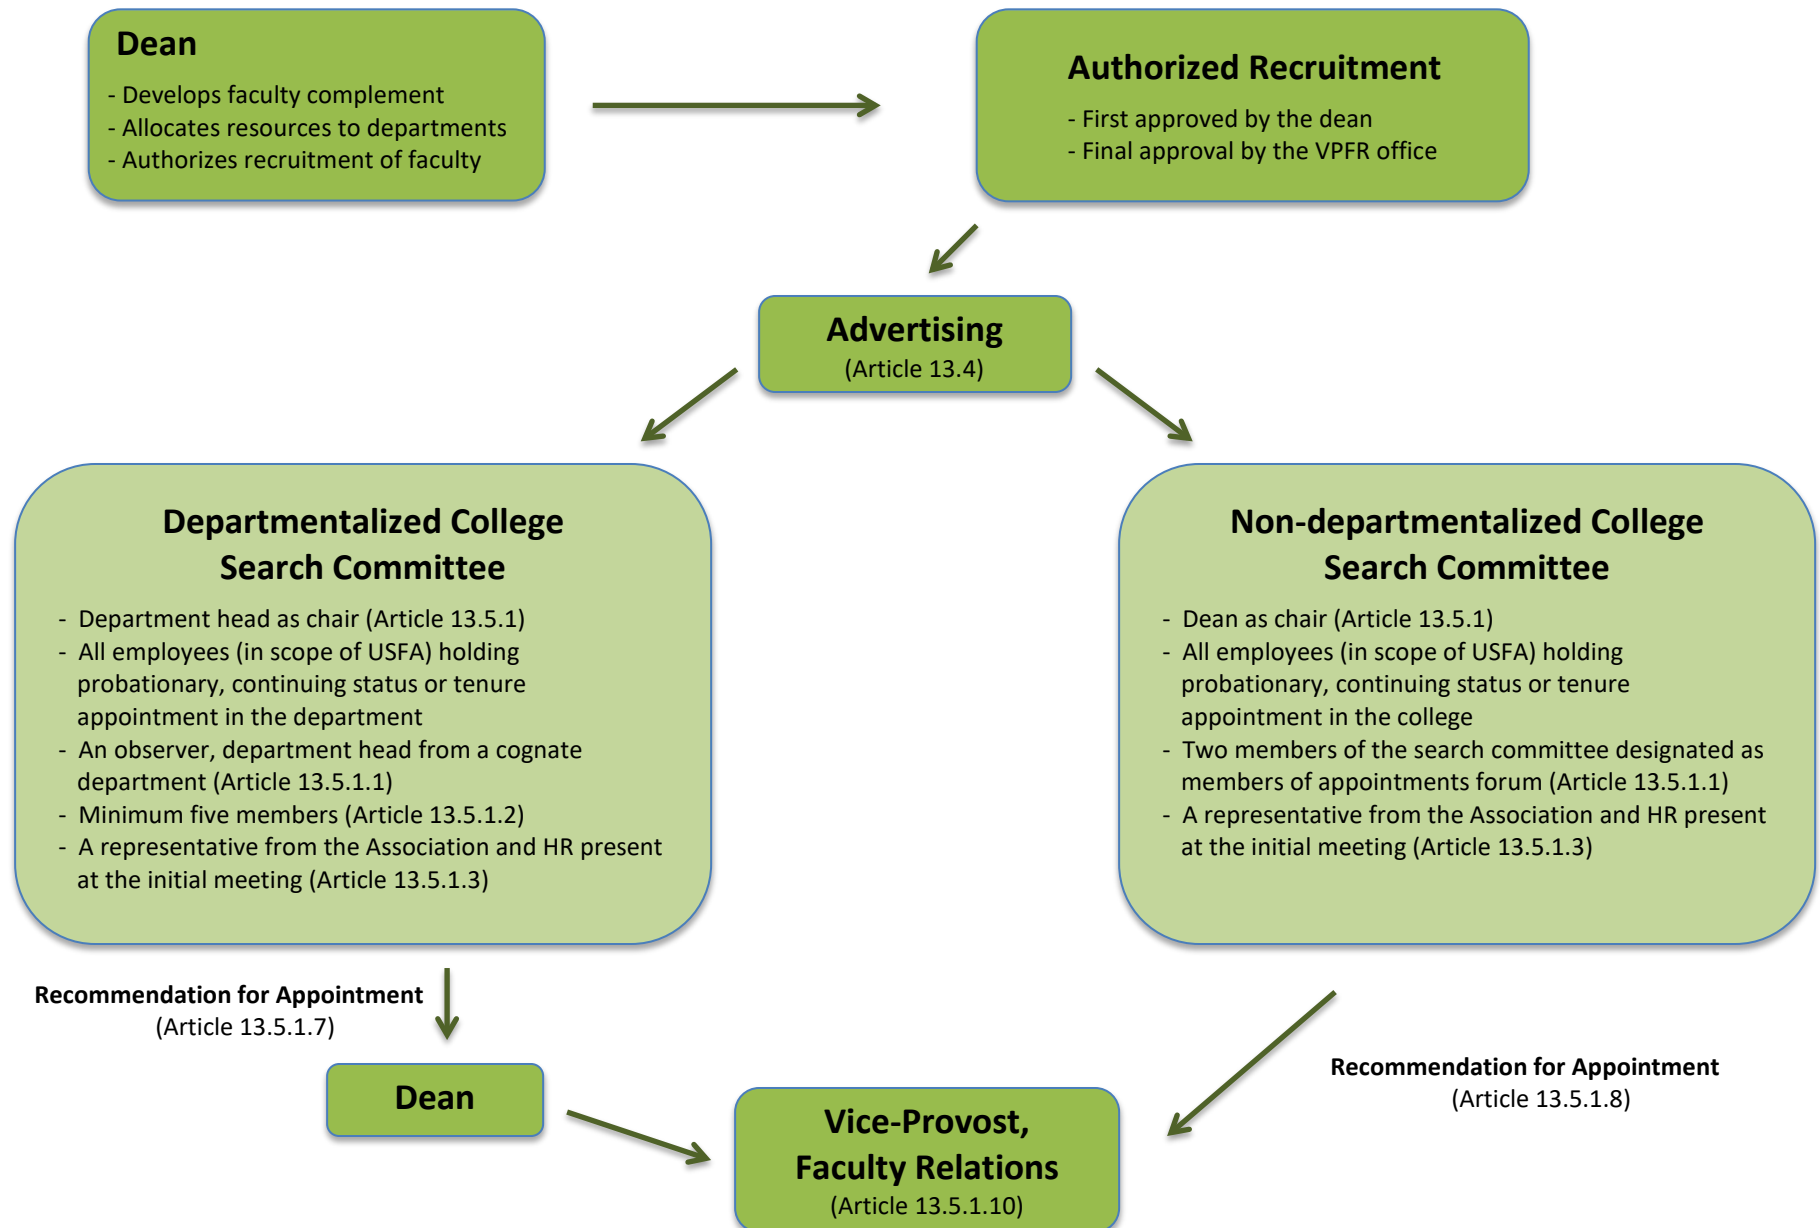 Dean
- Develops faculty complement
- Allocates resources to departments
- Authorizes recruitment of faculty
Authorized Recruitment
- First approved by the dean
- Final approval by the VPFR office
Advertising
(Article 13.4)
Departmentalized College
Search Committee
- Department head as chair (Article 13.5.1)
- All employees (in scope of USFA) holding
probationary, continuing status or tenure
appointment in the department
- An observer, department head from a cognate
department (Article 13.5.1.1)
- Minimum five members (Article 13.5.1.2)
- A representative from the Association and HR present
at the initial meeting (Article 13.5.1.3)
Non-departmentalized College
Search Committee
- Dean as chair (Article 13.5.1)
- All employees (in scope of USFA) holding
probationary, continuing status or tenure
appointment in the college
- Two members of the search committee designated as
members of appointments forum (Article 13.5.1.1)
- A representative from the Association and HR present
at the initial meeting (Article 13.5.1.3)
Recommendation for Appointment
(Article 13.5.1.7)
Dean
Recommendation for Appointment
(Article 13.5.1.8)
Vice-Provost,
Faculty Relations
(Article 13.5.1.10)